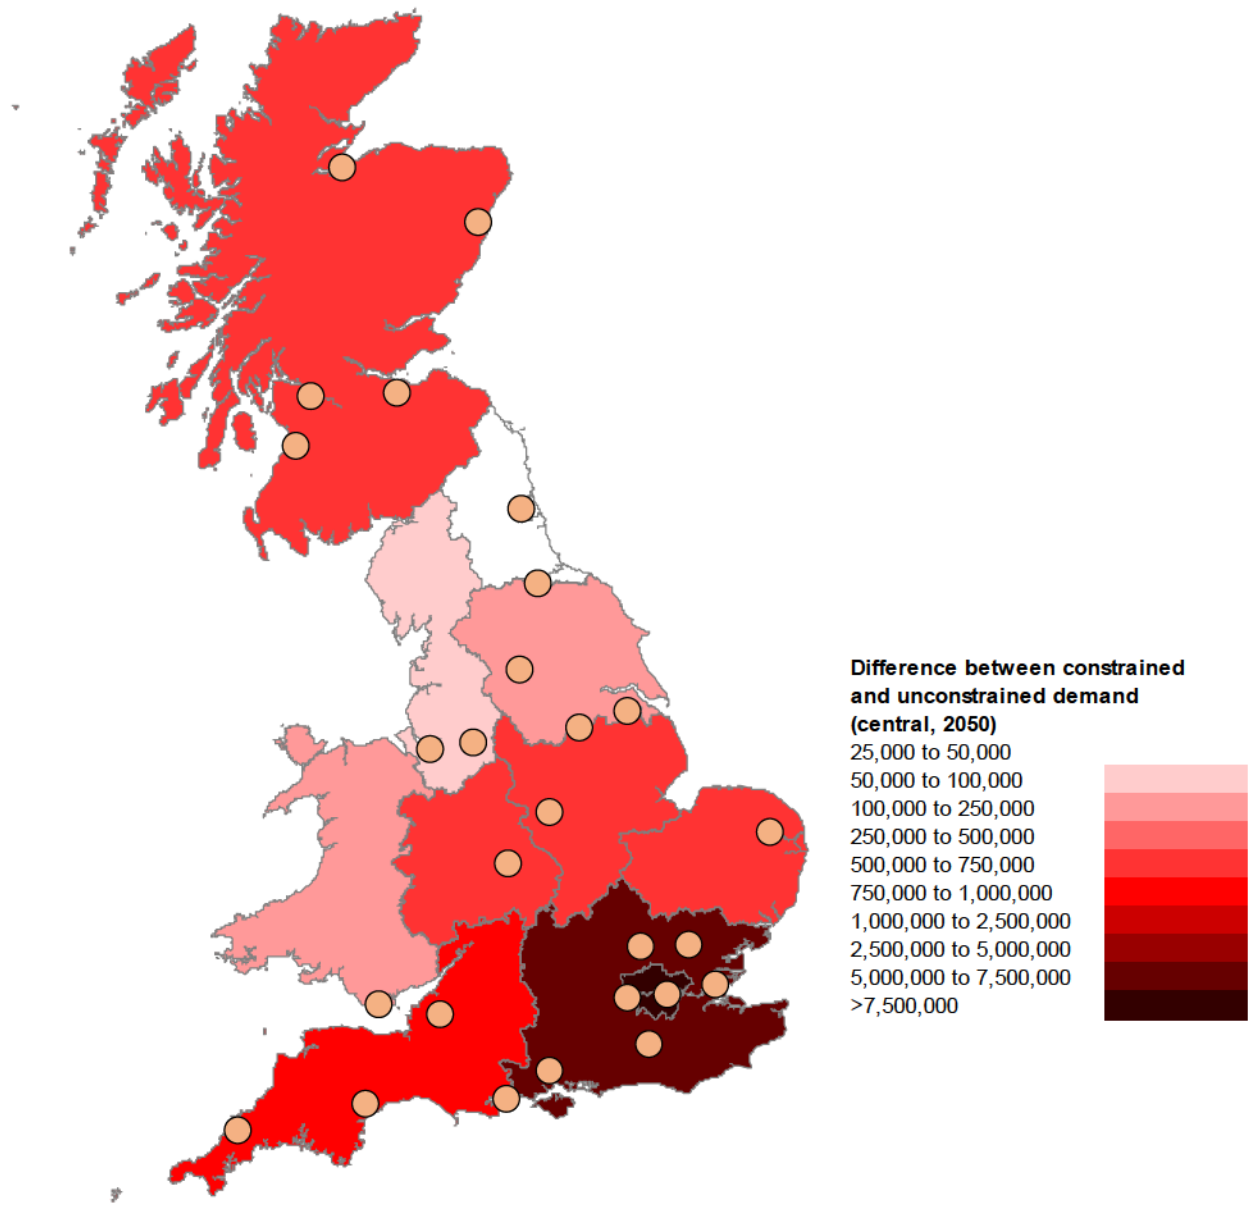 Difference between constrained
and unconstrained demand
(central, 2050)
25,000 to 50,000
50,000 to 100,000
100,000 to 250,000
250,000 to 500,000
500,000 to 750,000
750,000 to 1,000,000
1,000,000 to 2,500,000
2,500,000 to 5,000,000
5,000,000 to 7,500,000
>7,500,000